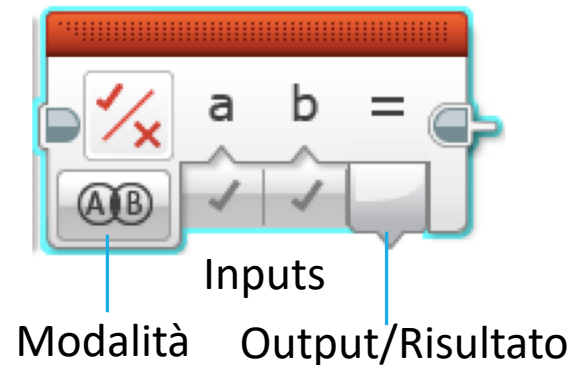 a b =
A B
Inputs
Modalità Output/Risultato